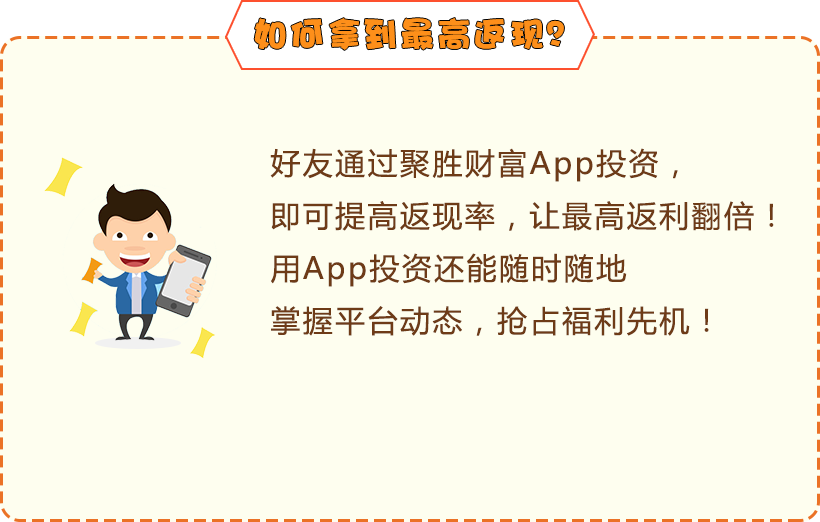 如何拿到最高返现?
好友通过聚胜财富App投资，
即可提高返现率，让最高返利翻倍！
用App投资还能随时随地
掌握平台动态，抢占福利先机！